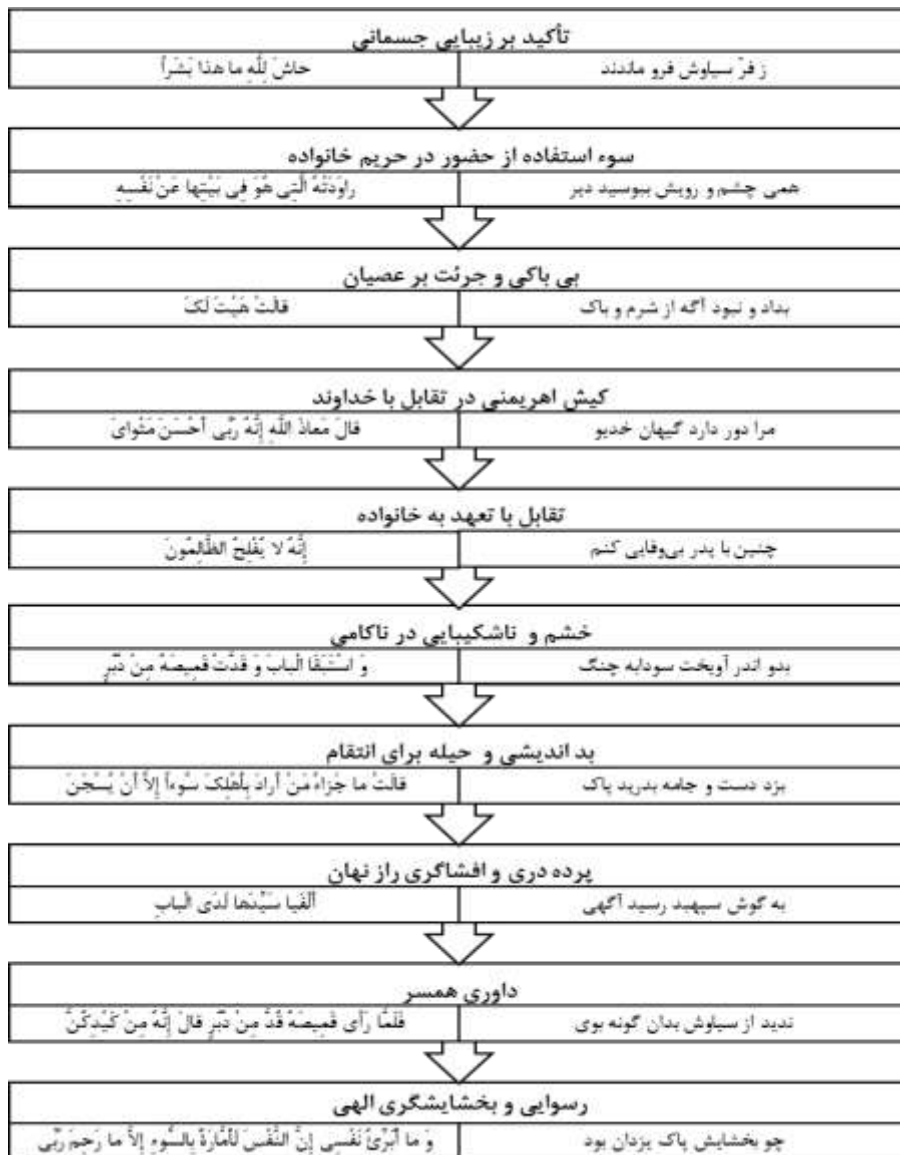 تأکید بر زیبایی جسمانی
ز فرّ سیاوش فرو ماندند	حاشَ لِلَّهِ ما هذا بَشَراً
سوء استفاده از حضور در حریم خانواده
همی چشم و رویش ببوسید دیر	راوَدَتْهُ الَّتِی هُوَ فِی بَیْتِها عَنْ نَفْسِهِ
بی باکی و جرئت بر عصیان
بداد و نبود آگه از شرم و باک	قالَتْ هَیْتَ لَکَ
کیش اهریمنی در تقابل با خداوند
مرا دور دارد گیهان خدیو	قالَ مَعاذَ اللَّهِ إِنَّهُ رَبِّی أَحْسَنَ مَثْوایَ
تقابل با تعهد به خانواده
چنین با پدر بی‌وفایی کنم	إِنَّهُ لا یُفْلِحُ الظَّالِمُونَ
خشم و ناشکیبایی در ناکامی
بدو اندر آویخت سودابه چنگ	وَ اسْتَبَقَا الْبابَ وَ قَدَّتْ قَمِیصَهُ مِنْ دُبُرٍ
بد اندیشی و حیله برای انتقام
بزد دست و جامه بدرید پاک	قالَتْ ما جَزاءُ مَنْ أَرادَ بِأَهْلِکَ سُوءاً إِلاَّ أَنْ یُسْجَنَ
پرده دری و افشاگری راز نهان
به گوش سپهبد رسید آگهی	أَلْفَیا سَیِّدَها لَدَی الْبابِ
داوری همسر
ندید از سیاوش بدان گونه بوی	فَلَمَّا رَأی قَمِیصَهُ قُدَّ مِنْ دُبُرٍ قالَ إِنَّهُ مِنْ کَیْدِکُنَّ
رسوایی و بخشایشگری الهی
چو بخشایش پاک یزدان بود	وَ ما أُبَرِّئُ نَفْسِی إِنَّ النَّفْسَ لَأَمَّارَةٌ بِالسُّوءِ إِلاَّ ما رَحِمَ رَبِّی